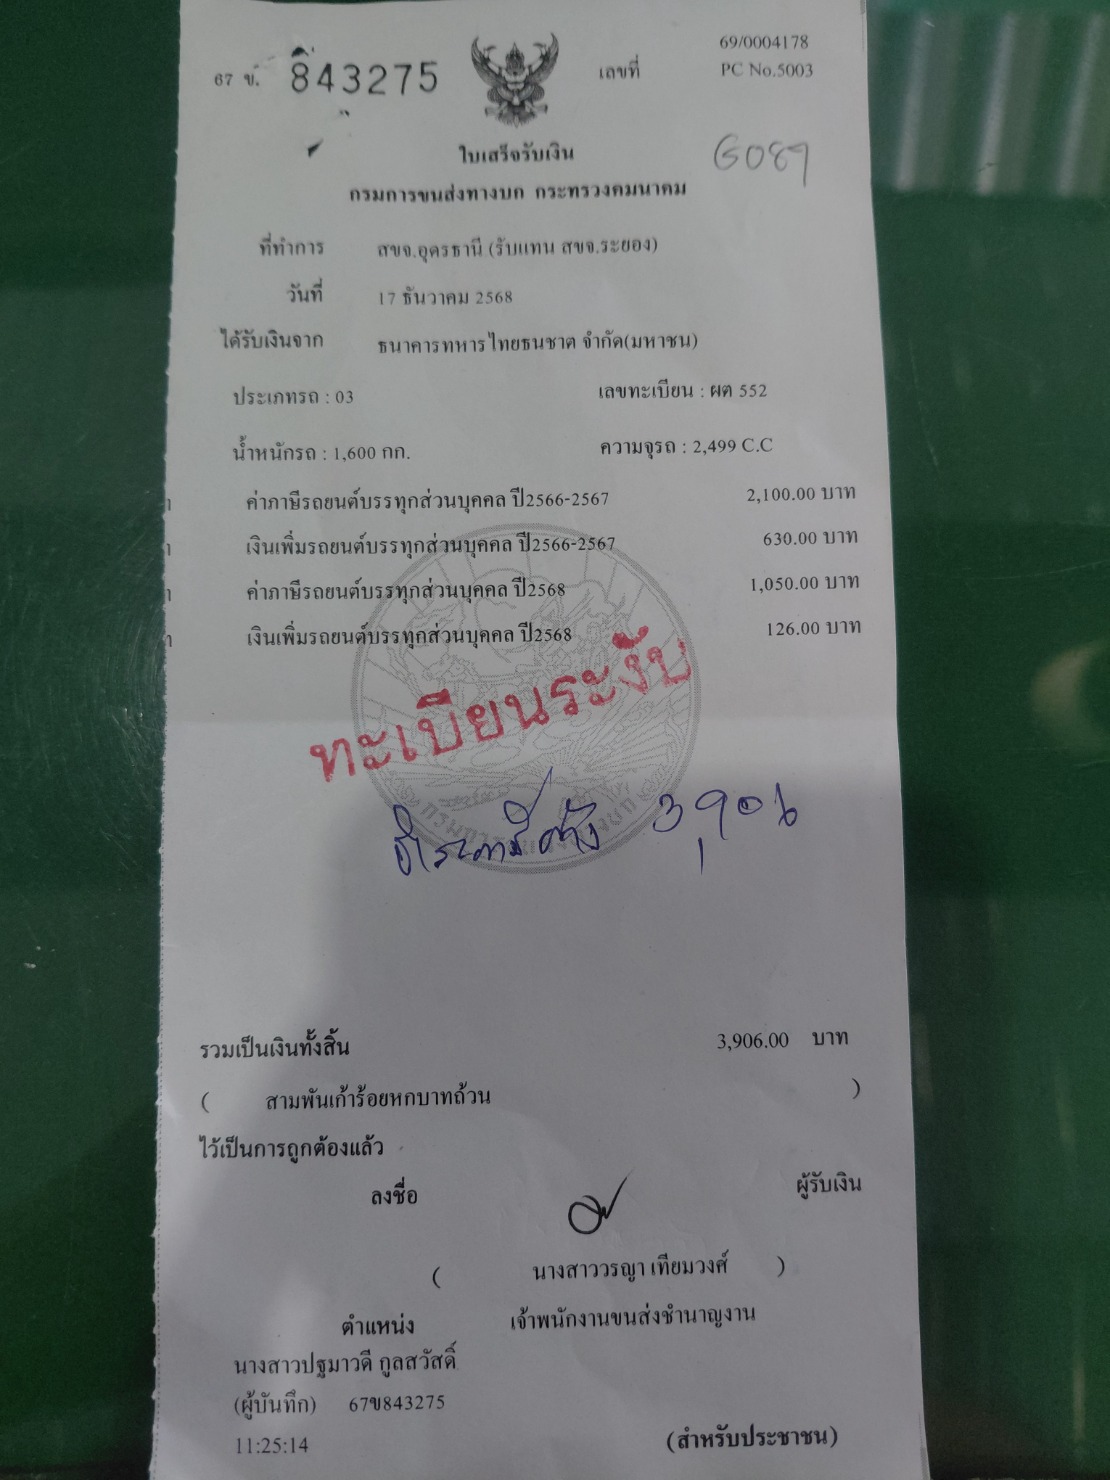 67 ข. 843275
เลขที่ 69/0004178
PC No.5003
ใบเสร็จรับเงิน
G089
กรมการขนส่งทางบก กระทรวงคมนาคม
ที่ทำการ สขจ.อุดรธานี (รับแทน สขจ.ระยอง)
วันที่ 17 ธันวาคม 2568
ได้รับเงินจาก ธนาคารทหารไทยธนชาต จำกัด(มหาชน)
ประเภทรถ : 03 เลขทะเบียน : ผต 552
น้ำหนักรถ : 1,600 กก. ความจุรถ : 2,499 C.C
ค่าภาษีรถยนต์บรรทุกส่วนบุคคล ปี2566-2567 2,100.00 บาท
เงินเพิ่มรถยนต์บรรทุกส่วนบุคคล ปี2566-2567 630.00 บาท
ค่าภาษีรถยนต์บรรทุกส่วนบุคคล ปี2568 1,050.00 บาท
เงินเพิ่มรถยนต์บรรทุกส่วนบุคคล ปี2568 126.00 บาท
ทะเบียนระงับ
ชำระภาษีค้าง 3,906
รวมเป็นเงินทั้งสิ้น 3,906.00 บาท
( สามพันเก้าร้อยหกบาทถ้วน )
ไว้เป็นการถูกต้องแล้ว
ลงชื่อ ผู้รับเงิน
( นางสาววรญา เทียมวงศ์ )
ตำแหน่ง เจ้าพนักงานขนส่งชำนาญงาน
นางสาวปฐมาวดี กูลสวัสดิ์
(ผู้บันทึก) 67ข843275
11:25:14 (สำหรับประชาชน)